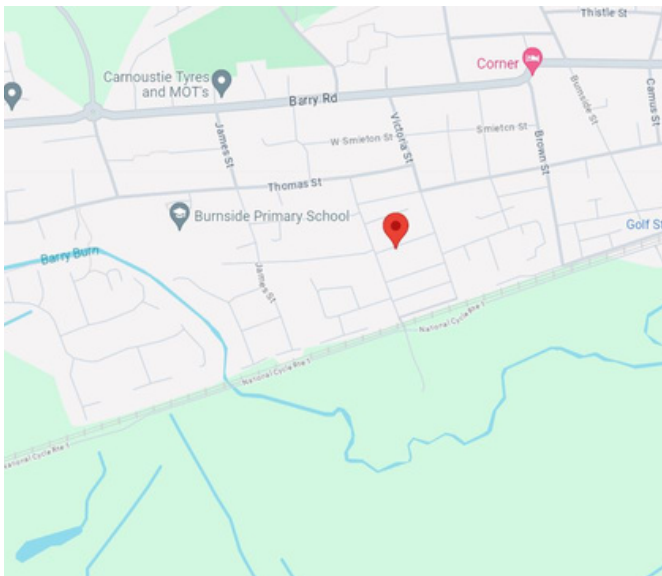 Thistle St
Corner
Carnoustie Tyres
and MOT's
Barry Rd
Burnside St
Camus St
James St
Victoria St
W Smieton St
Smieton St
Brown St
Thomas St
Burnside Primary School
Golf St
Barry Burn
James St
National Cycle Rte 1
National Cycle Rte 1
National Cycle Rte 1